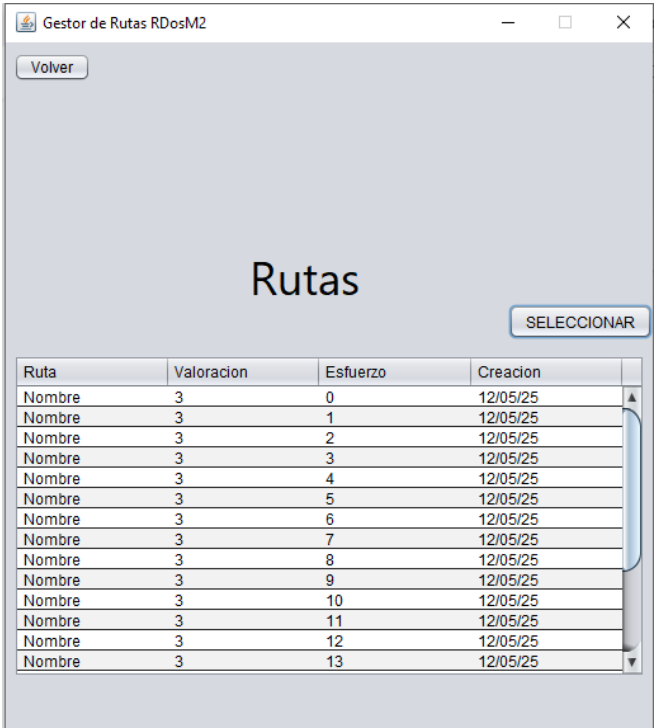 Gestor de Rutas RDosM2
Volver
Rutas
SELECCIONAR
Ruta Valoracion Esfuerzo Creacion
Nombre 3 0 12/05/25
Nombre 3 1 12/05/25
Nombre 3 2 12/05/25
Nombre 3 3 12/05/25
Nombre 3 4 12/05/25
Nombre 3 5 12/05/25
Nombre 3 6 12/05/25
Nombre 3 7 12/05/25
Nombre 3 8 12/05/25
Nombre 3 9 12/05/25
Nombre 3 10 12/05/25
Nombre 3 11 12/05/25
Nombre 3 12 12/05/25
Nombre 3 13 12/05/25